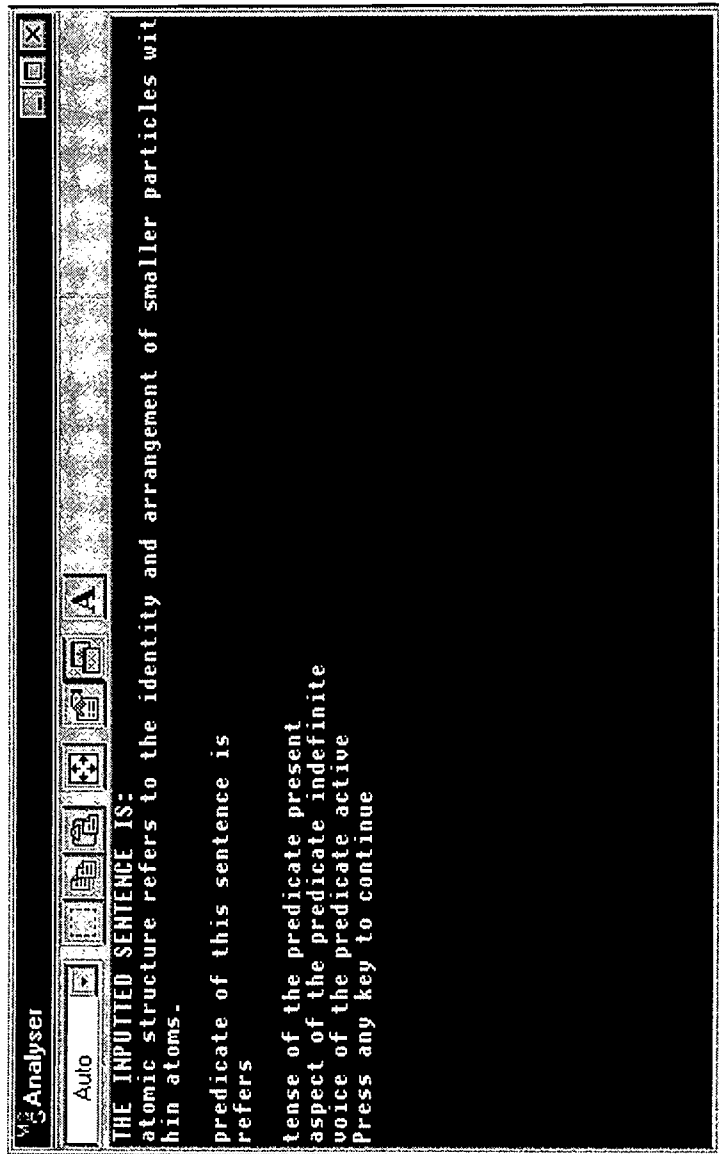 Analyser
Auto
A
THE INPUTTED SENTENCE IS:
atomic structure refers to the identity and arrangement of smaller particles wit
hin atoms.
predicate of this sentence is
refers
tense of the predicate present
aspect of the predicate indefinite
voice of the predicate active
Press any key to continue